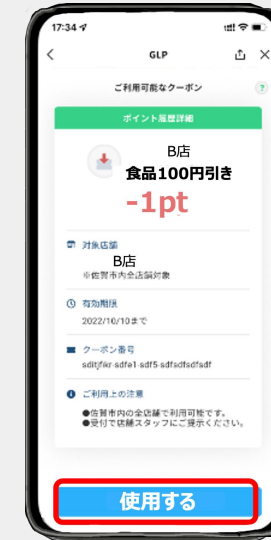 17:34
GLP
ご利用可能なクーポン
?
ポイント履歴詳細
B店
食品100円引き
-1pt
対象店舗
B店
※佐賀市内全店舗対象
有効期限
2022/10/10まで
クーポン番号
sditjfikr-sdfe1-sdf5-sdfsdfsdfsdf
ご利用上の注意
●佐賀市内の全店舗で利用可能です。
●受付で店舗スタッフにご提示ください。
使用する